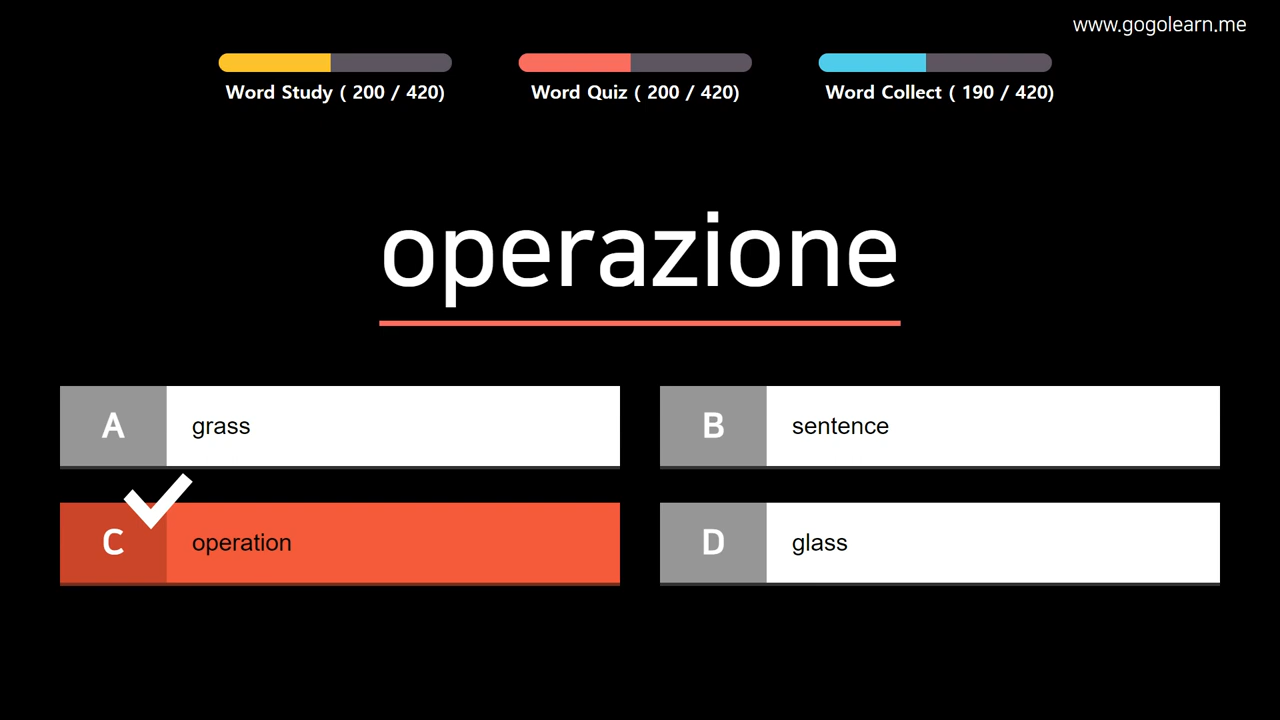 www.gogolearn.me
Word Study ( 200 / 420)
Word Quiz ( 200 / 420)
Word Collect ( 190 / 420)
operazione
A grass
B sentence
C operation
D glass